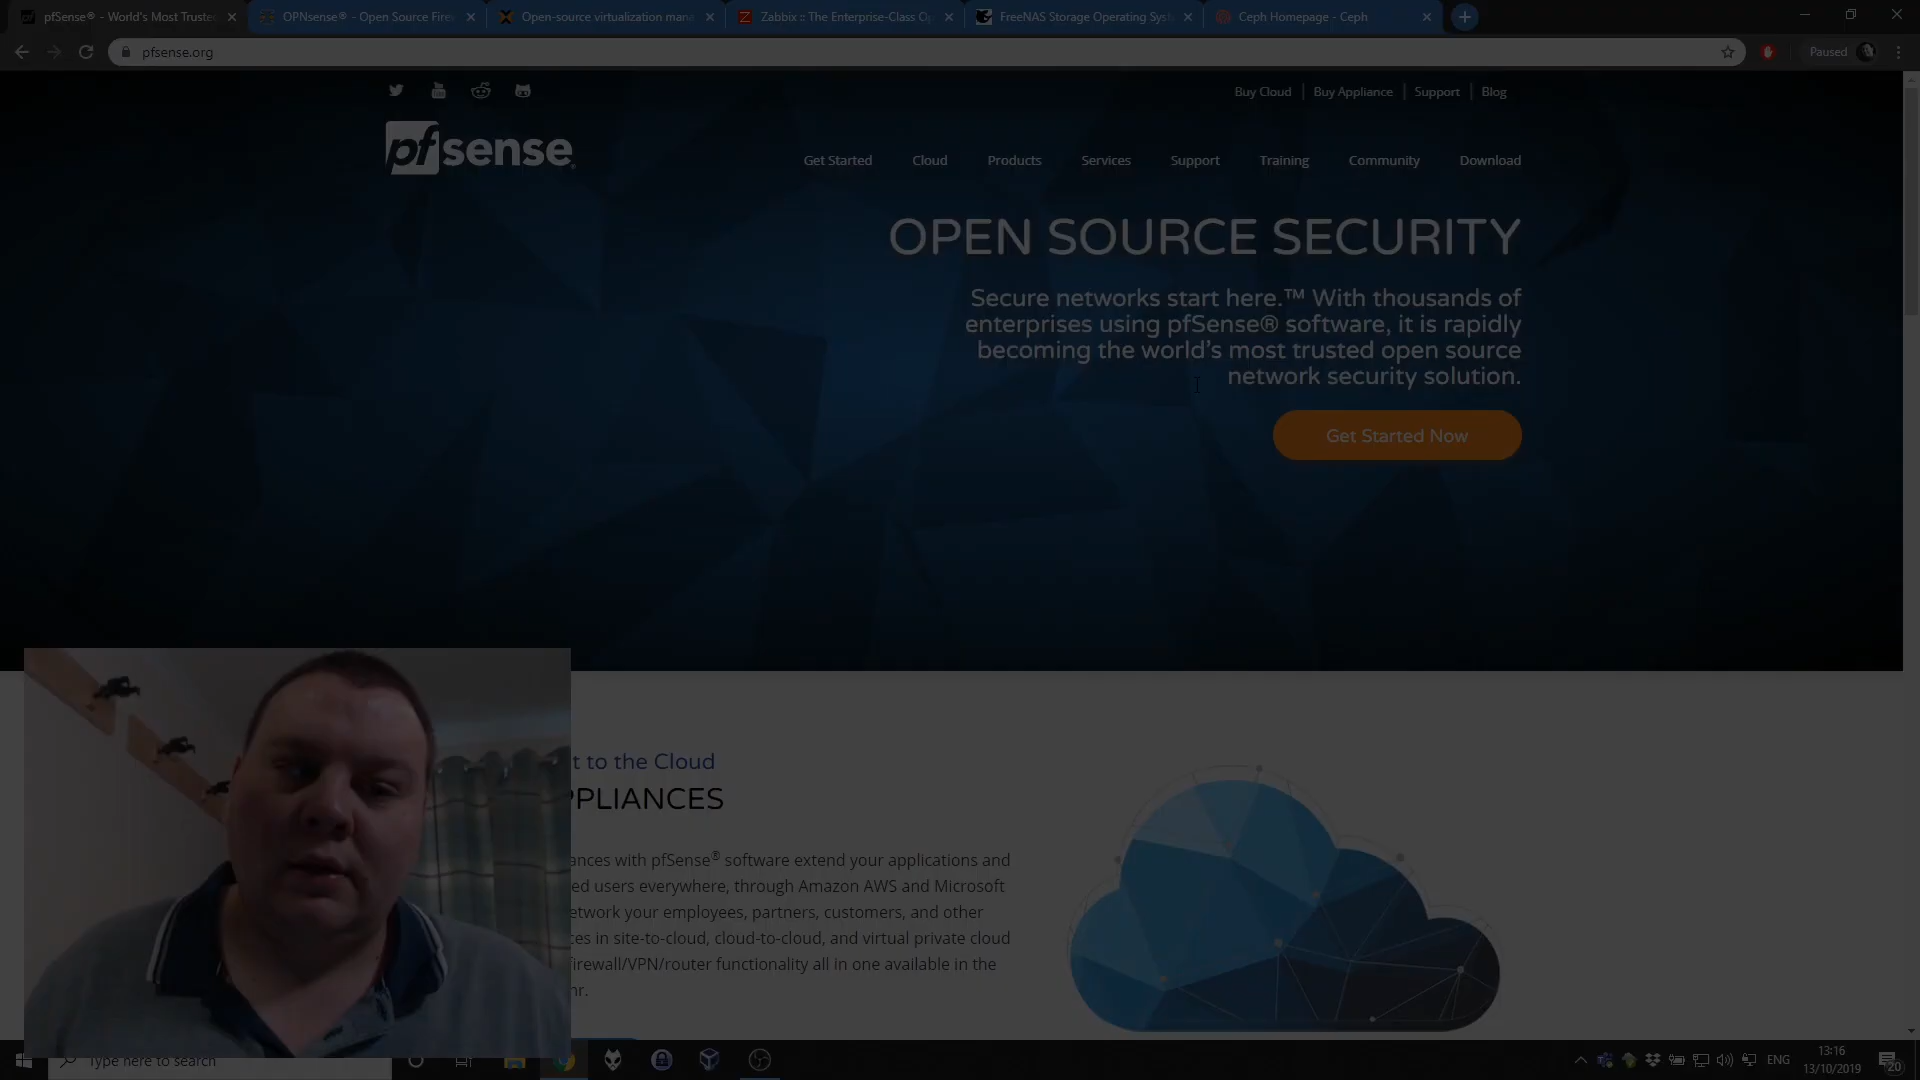 pfSense® - World's Most Truste
OPNsense® - Open Source Fire
Open-source virtualization mana
Zabbix :: The Enterprise-Class Op
FreeNAS Storage Operating Syst
Ceph Homepage - Ceph
pfsense.org
Paused
Buy Cloud
Buy Appliance
Support
Blog
pfsense
Get Started
Cloud
Products
Services
Support
Training
Community
Download
OPEN SOURCE SECURITY
Secure networks start here.™ With thousands of
enterprises using pfSense® software, it is rapidly
becoming the world's most trusted open source
network security solution.
Get Started Now
t to the Cloud
PPLIANCES
ances with pfSense® software extend your applications and
ed users everywhere, through Amazon AWS and Microsoft
etwork your employees, partners, customers, and other
ces in site-to-cloud, cloud-to-cloud, and virtual private cloud
firewall/VPN/router functionality all in one available in the
hr.
Type here to search
ENG
13:16
13/10/2019
20